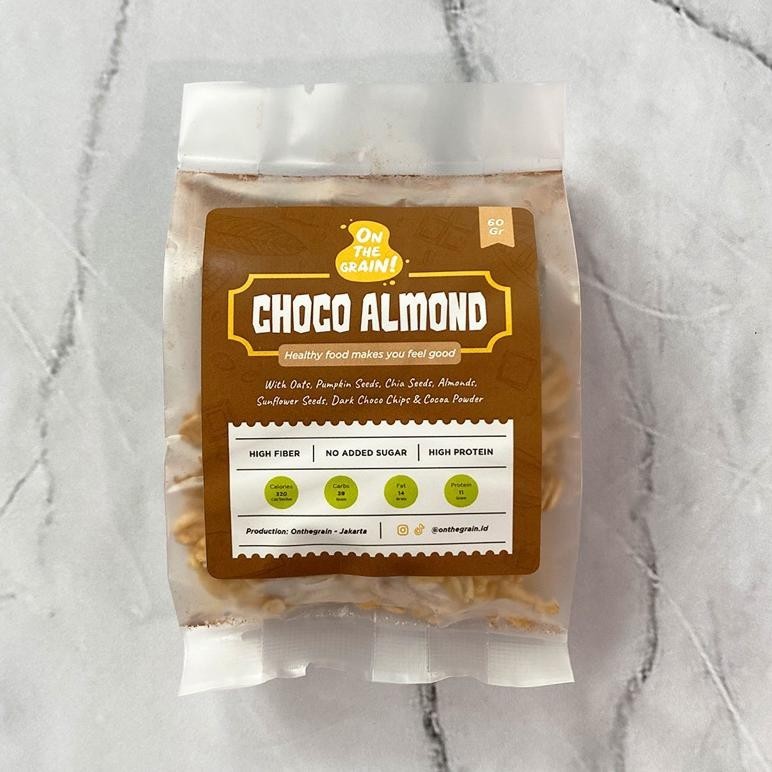 60
Gr
ON
THE
GRAIN!
CHOCO ALMOND
Healthy food makes you feel good
With Oats, Pumpkin Seeds, Chia Seeds, Almonds,
Sunflower Seeds, Dark Choco Chips & Cocoa Powder
HIGH FIBER NO ADDED SUGAR HIGH PROTEIN
Calories Carbs Fat Protein
320 39 14 11
Production: Onthegrain - Jakarta @onthegrain.id